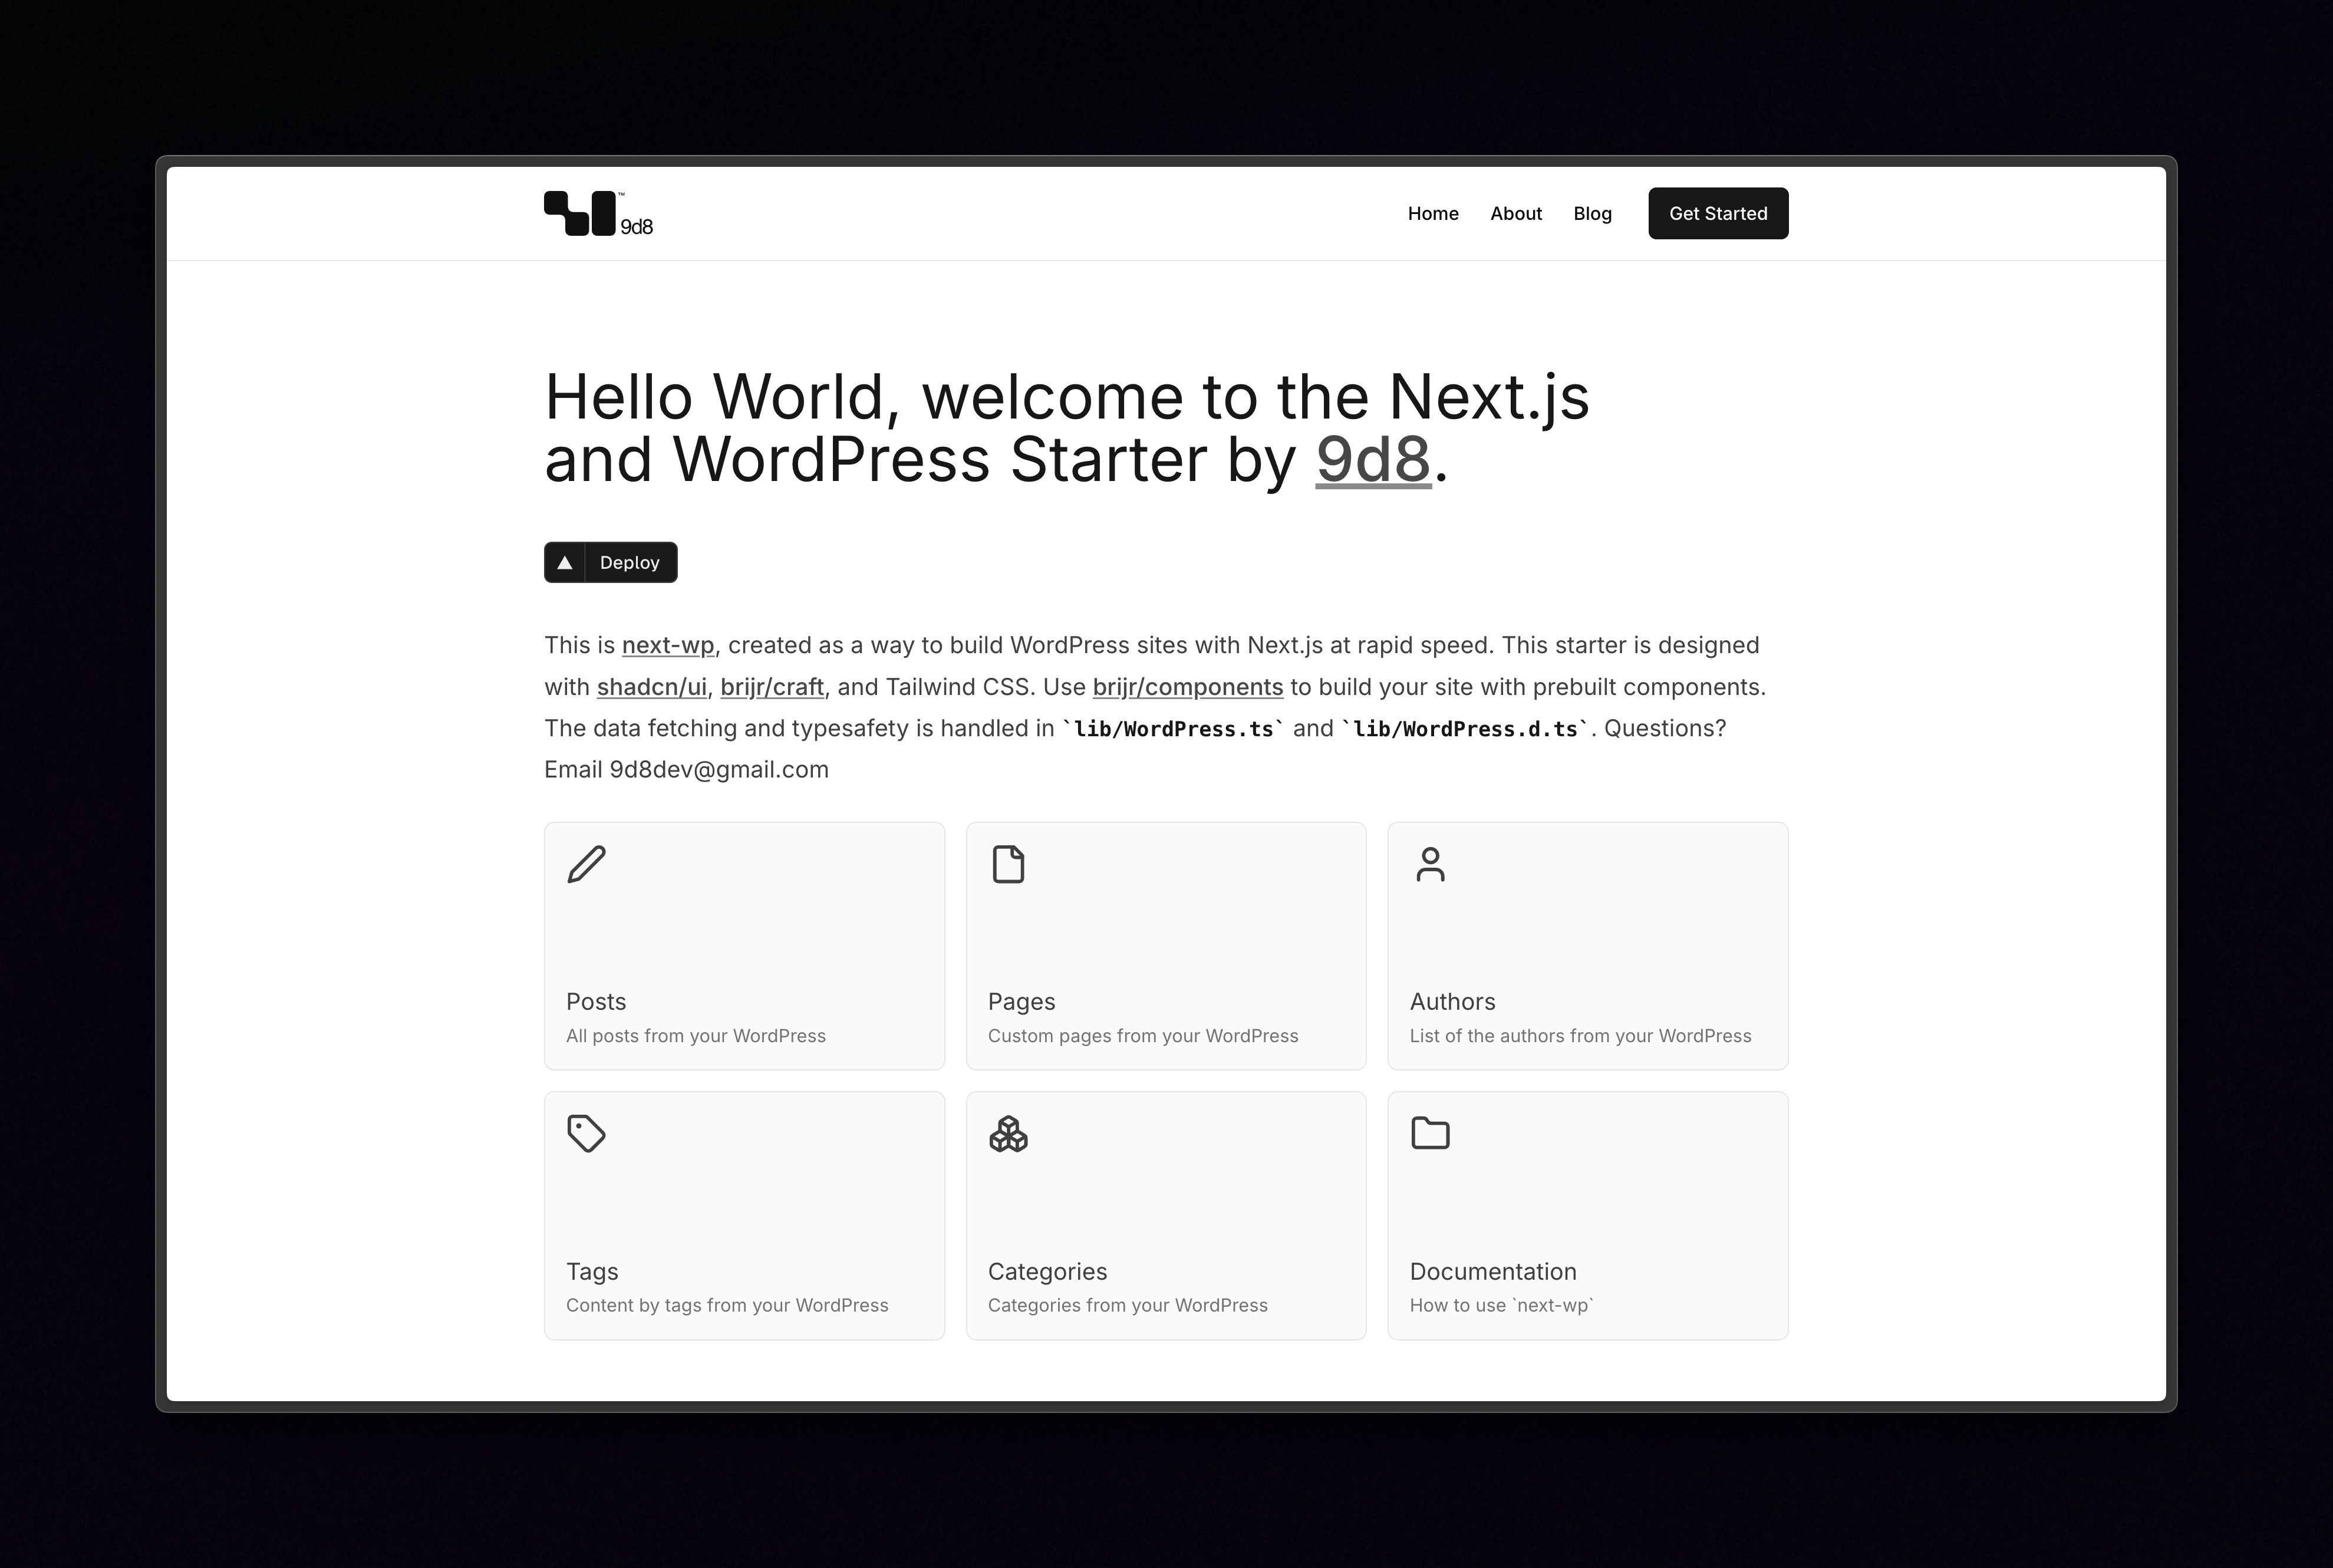 ™
9d8
Home About Blog Get Started
Hello World, welcome to the Next.js
and WordPress Starter by 9d8.
Deploy
This is next-wp, created as a way to build WordPress sites with Next.js at rapid speed. This starter is designed
with shadcn/ui, brijr/craft, and Tailwind CSS. Use brijr/components to build your site with prebuilt components.
The data fetching and typesafety is handled in `lib/WordPress.ts` and `lib/WordPress.d.ts`. Questions?
Email 9d8dev@gmail.com
Posts
All posts from your WordPress
Pages
Custom pages from your WordPress
Authors
List of the authors from your WordPress
Tags
Content by tags from your WordPress
Categories
Categories from your WordPress
Documentation
How to use `next-wp`